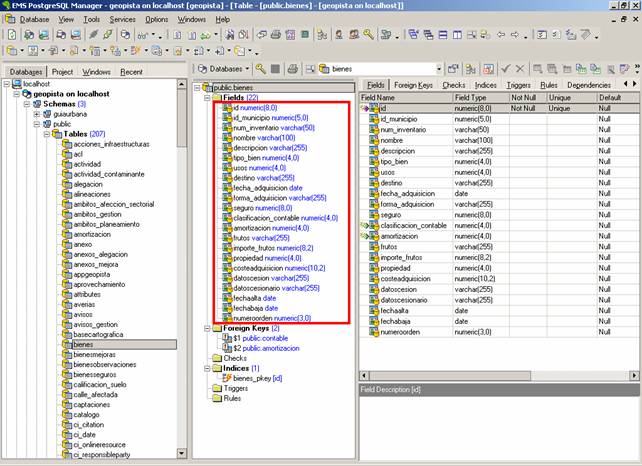 EMS PostgreSQL Manager - geopista on localhost (geopista) - [Table - [public.bienes] - [geopista on localhost]]
Database View Tools Services Options Windows Help
Databases Project Windows Recent
localhost
geopista on localhost
Schemas (3)
guiaurbana
public
Tables (207)
acciones_infraestructuras
acl
actividad
actividad_contaminante
alegacion
alineaciones
ambitos_afeccion_sectorial
ambitos_gestion
ambitos_planeamiento
amortizacion
anexo
anexos_alegacion
anexos_mejora
appgeopista
aprovechamiento
attributes
averias
avisos
avisos_gestion
basecartografica
bienes
bienesmejoras
bienesobservaciones
bienesseguros
calificacion_suelo
calle_afectada
captaciones
catalogo
ci_citation
ci_date
ci_onlineresource
ci_responsibleparty
Databases
bienes
public.bienes
Fields (22)
id numeric(8,0)
id_municipio numeric(5,0)
num_inventario varchar(50)
nombre varchar(100)
descripcion varchar(255)
tipo_bien numeric(4,0)
usos numeric(4,0)
destino varchar(255)
fecha_adquisicion date
forma_adquisicion varchar(255)
seguro numeric(8,0)
clasificacion_contable numeric(4,0)
amortizacion numeric(4,0)
frutos varchar(255)
importe_frutos numeric(8,2)
propiedad numeric(4,0)
costeadquisicion numeric(10,2)
datoscesion varchar(255)
datoscesionario varchar(255)
fechaalta date
fechabaja date
numeroorden numeric(3,0)
Foreign Keys (2)
$1 public.contable
$2 public.amortizacion
Checks
Indices (1)
bienes_pkey [id]
Triggers
Rules
Fields Foreign Keys Checks Indices Triggers Rules Dependencies
Field Name Field Type Not Null Unique Default
id numeric(8,0) Not Null Unique Null
id_municipio numeric(5,0) Null
num_inventario varchar(50) Null
nombre varchar(100) Null
descripcion varchar(255) Null
tipo_bien numeric(4,0) Null
usos numeric(4,0) Null
destino varchar(255) Null
fecha_adquisicion date Null
forma_adquisicion varchar(255) Null
seguro numeric(8,0) Null
clasificacion_contable numeric(4,0) Null
amortizacion numeric(4,0) Null
frutos varchar(255) Null
importe_frutos numeric(8,2) Null
propiedad numeric(4,0) Null
costeadquisicion numeric(10,2) Null
datoscesion varchar(255) Null
datoscesionario varchar(255) Null
fechaalta date Null
fechabaja date Null
numeroorden numeric(3,0) Null
Field Description [id]